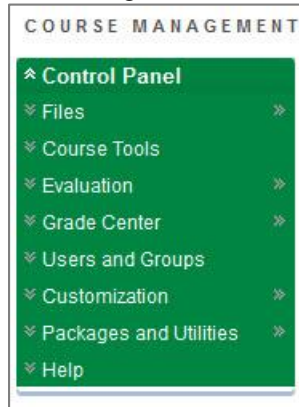 COURSE MANAGEMENT
Control Panel
Files
Course Tools
Evaluation
Grade Center
Users and Groups
Customization
Packages and Utilities
Help